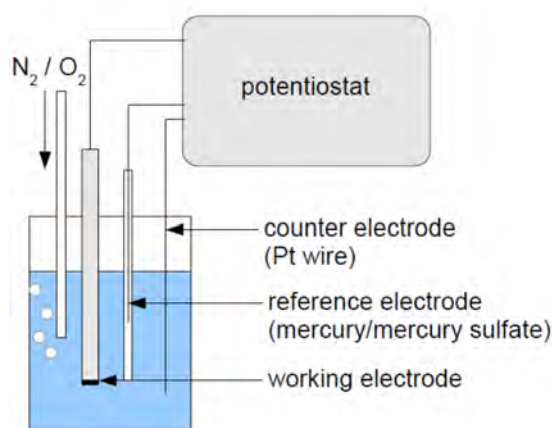 N₂ / O₂
potentiostat
counter electrode
(Pt wire)
reference electrode
(mercury/mercury sulfate)
working electrode